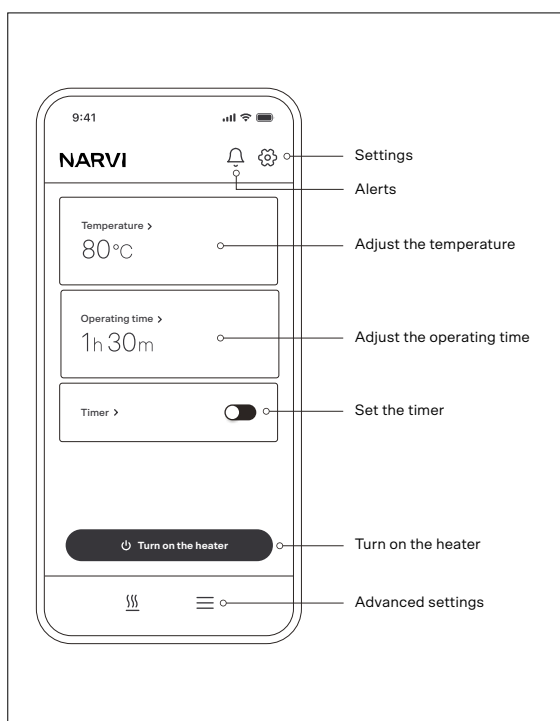 9:41
NARVI
Settings
Alerts
Temperature >
80°C
Adjust the temperature
Operating time >
1h 30m
Adjust the operating time
Timer >
Set the timer
Turn on the heater
Turn on the heater
Advanced settings